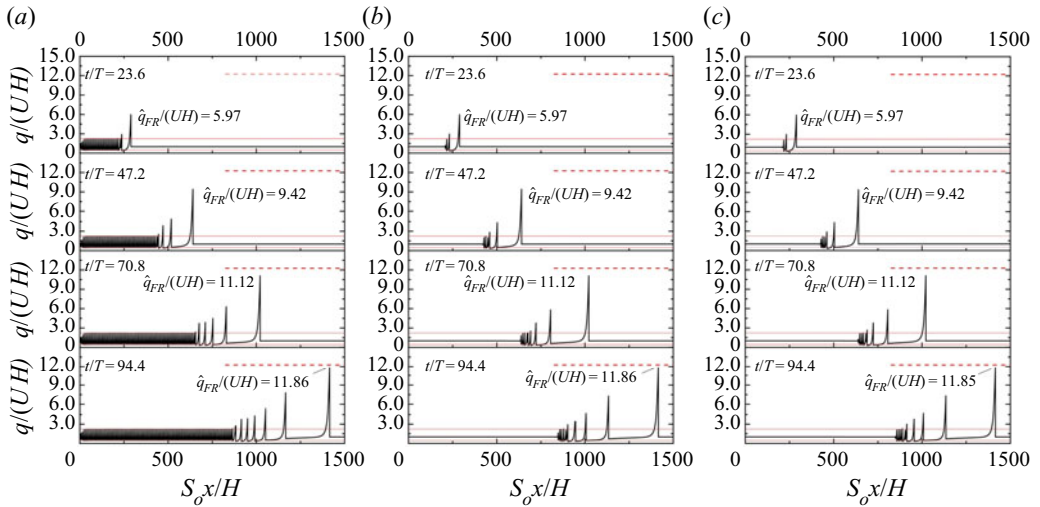 (a) (b) (c)
0 500 1000 1500 0 500 1000 1500 0 500 1000 1500
15.0
12.0
9.0
6.0
3.0
0
q/(UH)
t/T = 23.6
q̂FR/(UH) = 5.97
t/T = 23.6
q̂FR/(UH) = 5.97
t/T = 23.6
q̂FR/(UH) = 5.97
12.0
9.0
6.0
3.0
0
q/(UH)
t/T = 47.2
q̂FR/(UH) = 9.42
t/T = 47.2
q̂FR/(UH) = 9.42
t/T = 47.2
q̂FR/(UH) = 9.42
12.0
9.0
6.0
3.0
0
q/(UH)
t/T = 70.8
q̂FR/(UH) = 11.12
t/T = 70.8
q̂FR/(UH) = 11.12
t/T = 70.8
q̂FR/(UH) = 11.12
12.0
9.0
6.0
3.0
q/(UH)
t/T = 94.4
q̂FR/(UH) = 11.86
t/T = 94.4
q̂FR/(UH) = 11.86
t/T = 94.4
q̂FR/(UH) = 11.85
0 500 1000 1500 0 500 1000 1500 0 500 1000 1500
Sox/H Sox/H Sox/H